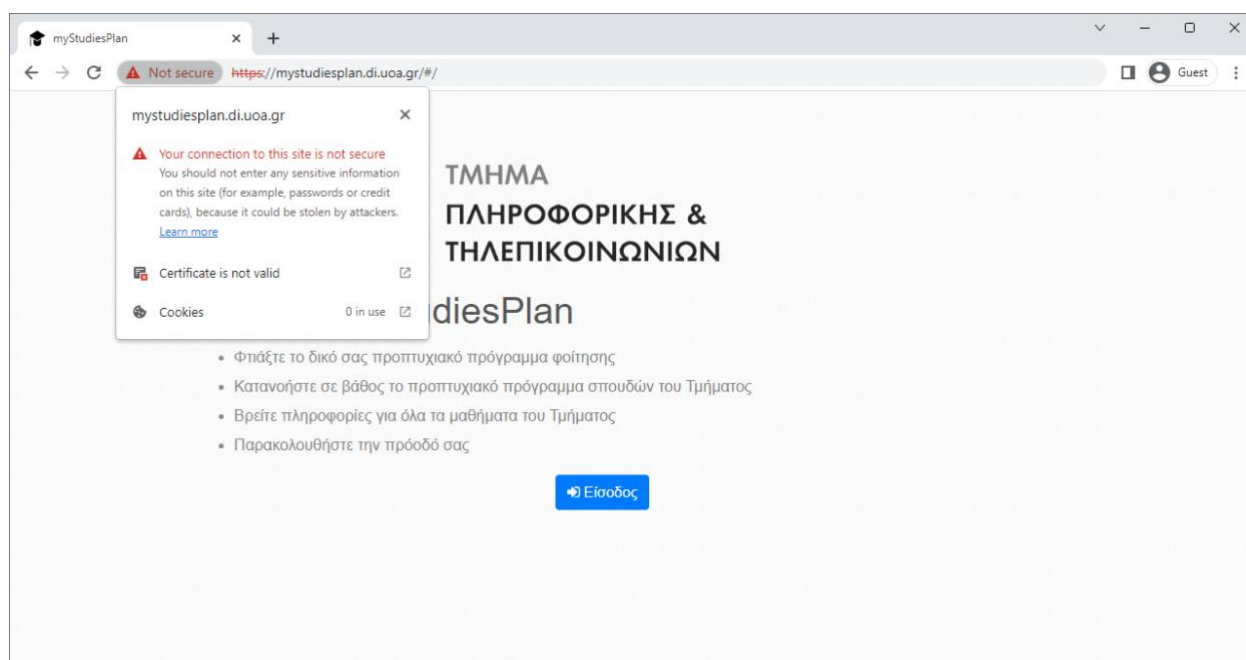 myStudiesPlan
Not secure https://mystudiesplan.di.uoa.gr/#/
Guest
mystudiesplan.di.uoa.gr
Your connection to this site is not secure
You should not enter any sensitive information
on this site (for example, passwords or credit
cards), because it could be stolen by attackers.
Learn more
Certificate is not valid
Cookies 0 in use
ΤΜΗΜΑ
ΠΛΗΡΟΦΟΡΙΚΗΣ &
ΤΗΛΕΠΙΚΟΙΝΩΝΙΩΝ
diesPlan
• Φτιάξτε το δικό σας προπτυχιακό πρόγραμμα φοίτησης
• Κατανοήστε σε βάθος το προπτυχιακό πρόγραμμα σπουδών του Τμήματος
• Βρείτε πληροφορίες για όλα τα μαθήματα του Τμήματος
• Παρακολουθήστε την πρόοδό σας
Είσοδος